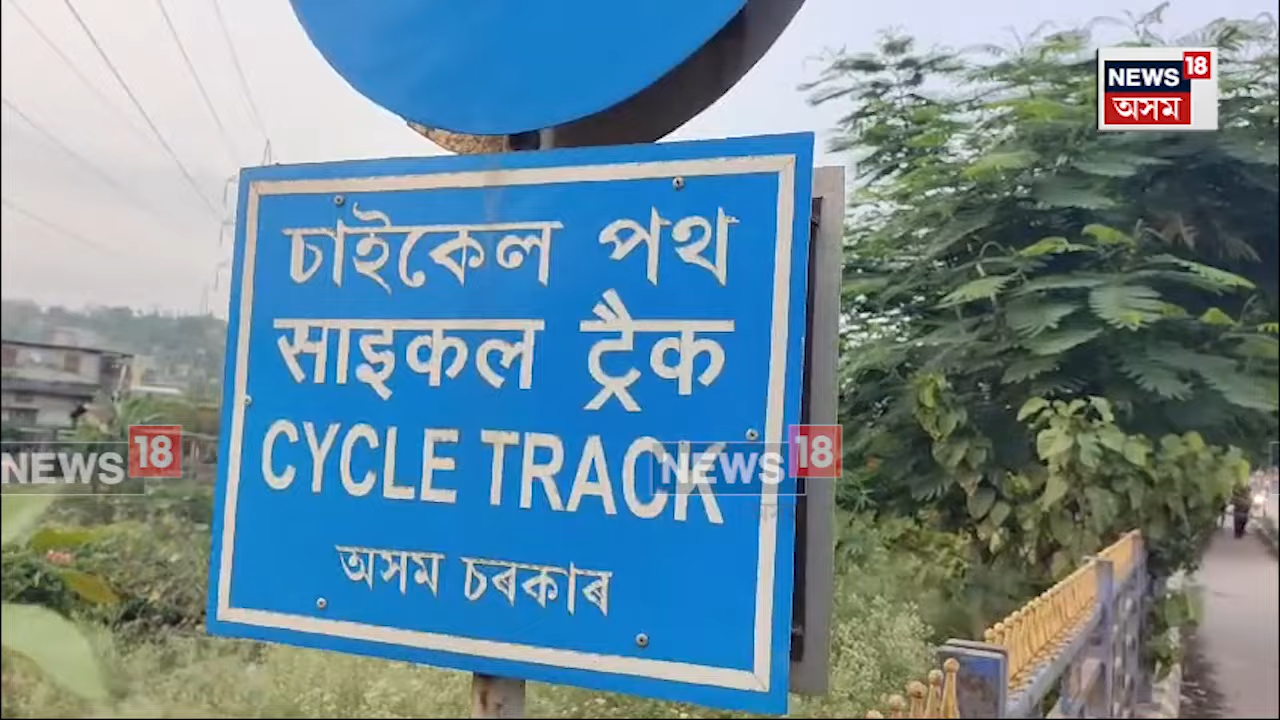 NEWS 18
অসম
চাইকেল পথ
साइकल ट्रैक
CYCLE TRACK
অসম চৰকাৰ
NEWS 18
NEWS 18